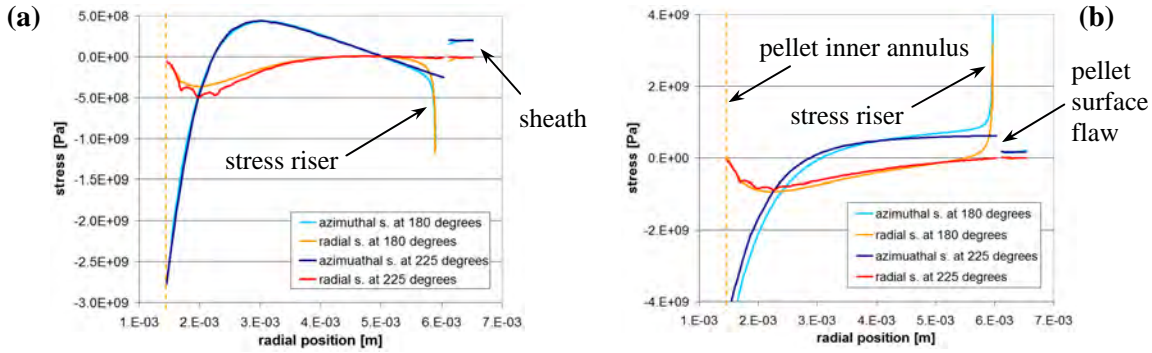 (a)
5.0E+08
0.0E+00
-5.0E+08
-1.0E+09
-1.5E+09
-2.0E+09
-2.5E+09
-3.0E+09
stress [Pa]
sheath
stress riser
azimuthal s. at 180 degrees
radial s. at 180 degrees
azimuathal s. at 225 degrees
radial s. at 225 degrees
1.E-03 2.E-03 3.E-03 4.E-03 5.E-03 6.E-03 7.E-03
radial position [m]
(b)
4.E+09
2.E+09
0.E+00
-2.E+09
-4.E+09
stress [Pa]
pellet inner annulus
stress riser
pellet
surface
flaw
azimuthal s. at 180 degrees
radial s. at 180 degrees
azimuathal s. at 225 degrees
radial s. at 225 degrees
1.E-03 2.E-03 3.E-03 4.E-03 5.E-03 6.E-03 7.E-03
radial position [m]